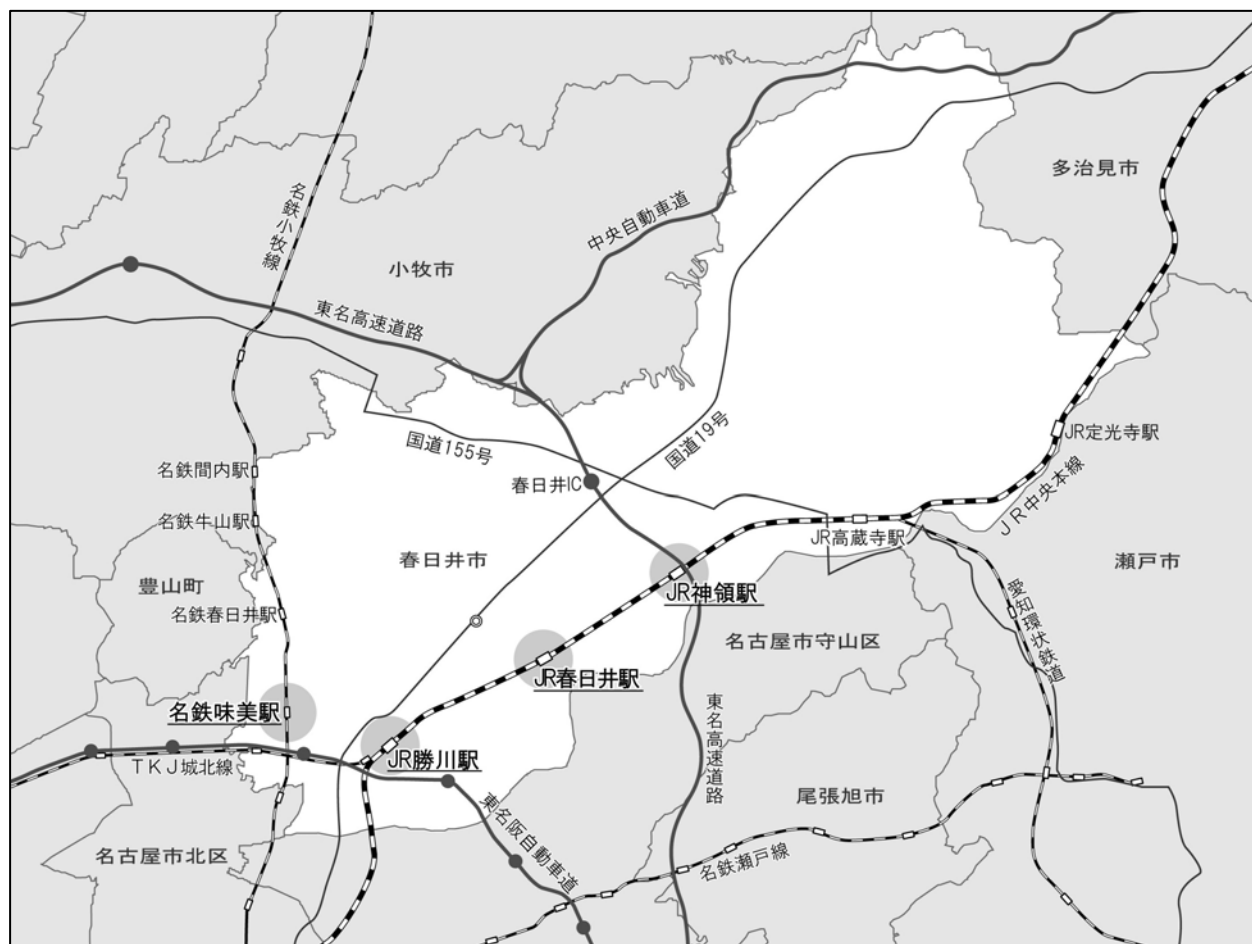 多治見市
名鉄小牧線
中央自動車道
小牧市
東名高速道路
国道19号
JR定光寺駅
国道155号
名鉄間内駅
春日井IC
JR中央本線
名鉄牛山駅
JR高蔵寺駅
春日井市
瀬戸市
豊山町
JR神領駅
名鉄春日井駅
愛知環状鉄道
名古屋市守山区
JR春日井駅
名鉄味美駅
東名高速道路
JR勝川駅
TKJ城北線
尾張旭市
東名阪自動車道
名古屋市北区
名鉄瀬戸線